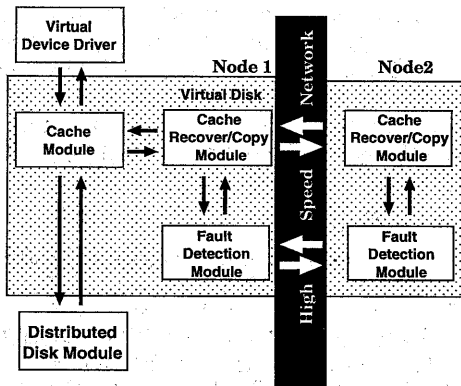 Virtual
Device Driver
Node 1
Node2
Virtual Disk
Cache
Module
Cache
Recover/Copy
Module
Cache
Recover/Copy
Module
Fault
Detection
Module
Fault
Detection
Module
Distributed
Disk Module
High Speed Network